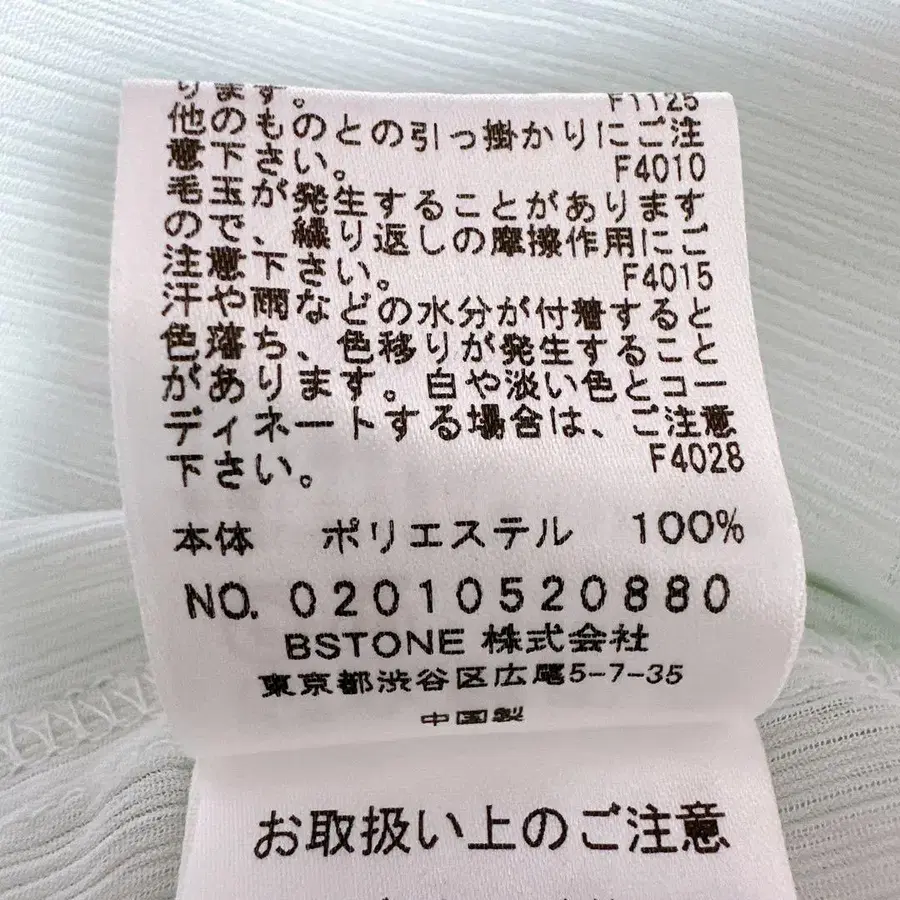 ります。 F1125
他のものとの引っ掛かりにご注
意下さい。 F4010
毛玉が発生することがあります
ので、繰り返しの摩擦作用にご
注意下さい。 F4015
汗や雨などの水分が付着すると
色落ち、色移りが発生すること
があります。白や淡い色とコー
ディネートする場合は、ご注意
下さい。 F4028
本体 ポリエステル 100%
NO. 02010520880
BSTONE 株式会社
東京都渋谷区広尾5-7-35
中国製
お取扱い上のご注意